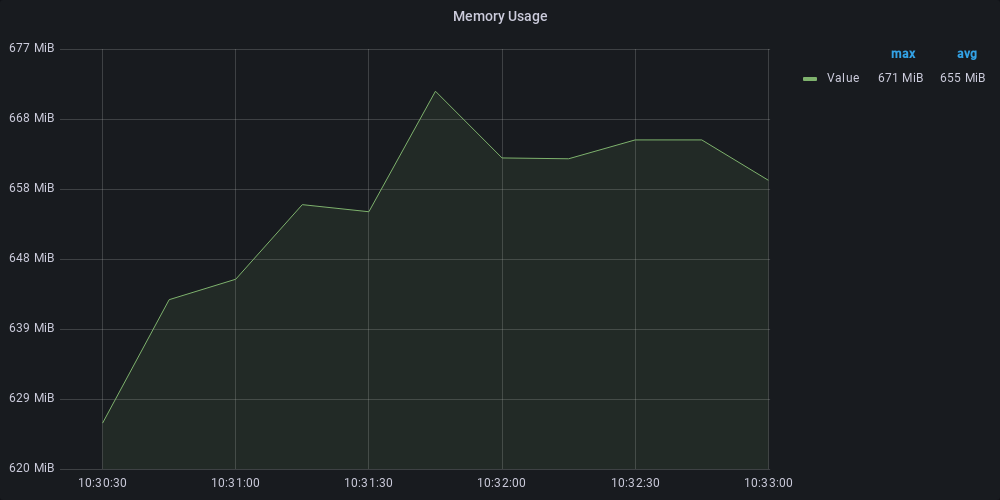 Memory Usage
677 MiB
668 MiB
658 MiB
648 MiB
639 MiB
629 MiB
620 MiB
10:30:30 10:31:00 10:31:30 10:32:00 10:32:30 10:33:00
max avg
Value 671 MiB 655 MiB